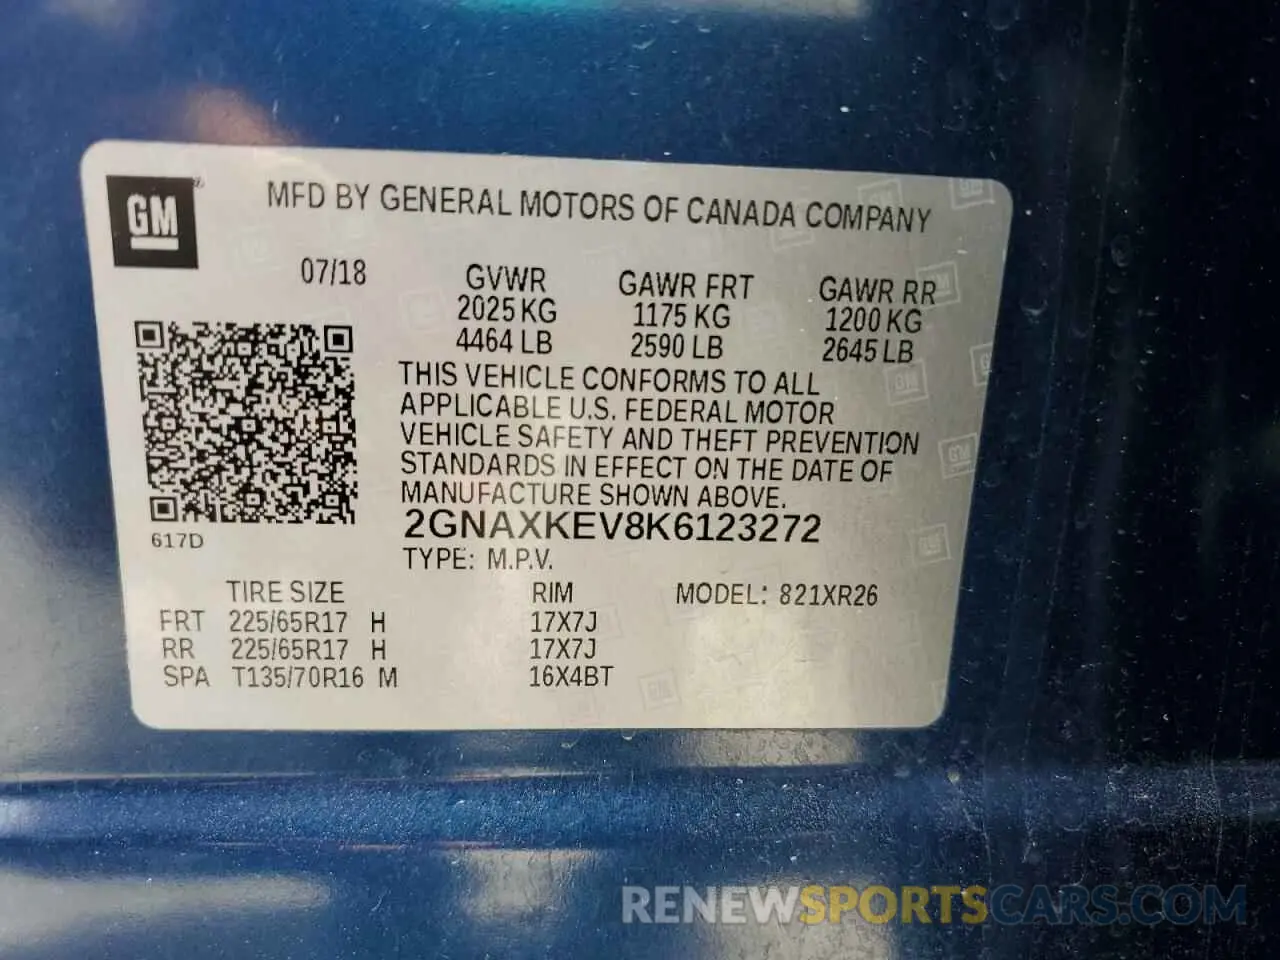 GM®
MFD BY GENERAL MOTORS OF CANADA COMPANY
07/18
GVWR GAWR FRT GAWR RR
2025 KG 1175 KG 1200 KG
4464 LB 2590 LB 2645 LB
THIS VEHICLE CONFORMS TO ALL
APPLICABLE U.S. FEDERAL MOTOR
VEHICLE SAFETY AND THEFT PREVENTION
STANDARDS IN EFFECT ON THE DATE OF
MANUFACTURE SHOWN ABOVE.
617D
2GNAXKEV8K6123272
TYPE: M.P.V.
TIRE SIZE RIM MODEL: 821XR26
FRT 225/65R17 H 17X7J
RR 225/65R17 H 17X7J
SPA T135/70R16 M 16X4BT
RENEWSPORTSCARS.COM